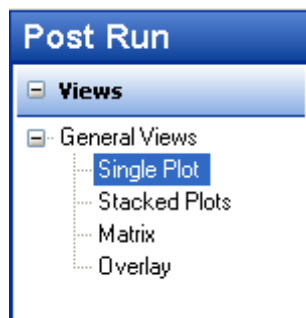 Post Run
Views
General Views
Single Plot
Stacked Plots
Matrix
Overlay